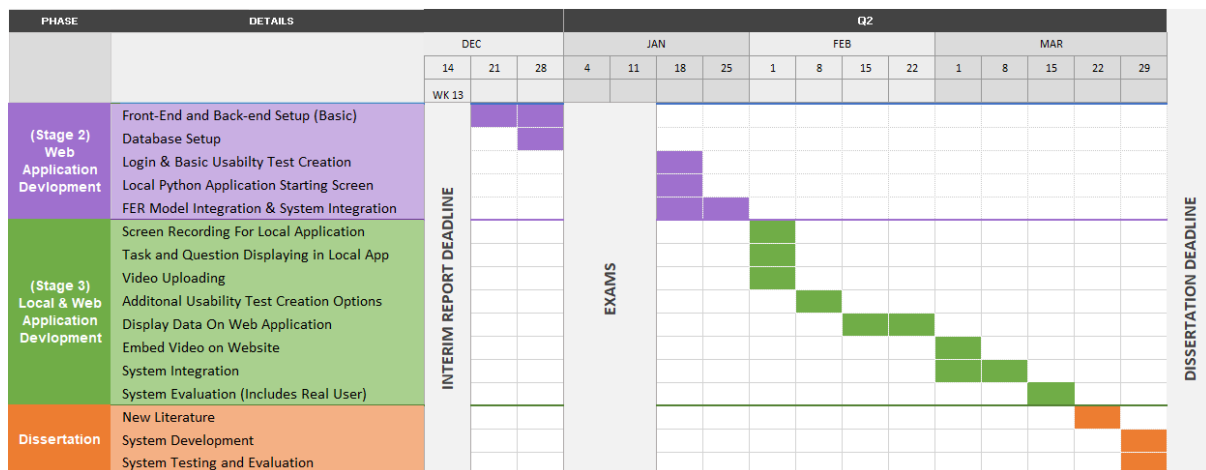 PHASE DETAILS Q2
DEC JAN FEB MAR
14 21 28 4 11 18 25 1 8 15 22 1 8 15 22 29
WK 13
(Stage 2)
Web
Application
Devlopment
Front-End and Back-end Setup (Basic)
Database Setup
Login & Basic Usabilty Test Creation
Local Python Application Starting Screen
FER Model Integration & System Integration
(Stage 3)
Local & Web
Application
Devlopment
Screen Recording For Local Application
Task and Question Displaying in Local App
Video Uploading
Additonal Usability Test Creation Options
Display Data On Web Application
Embed Video on Website
System Integration
System Evaluation (Includes Real User)
Dissertation
New Literature
System Development
System Testing and Evaluation
INTERIM REPORT DEADLINE
EXAMS
DISSERTATION DEADLINE